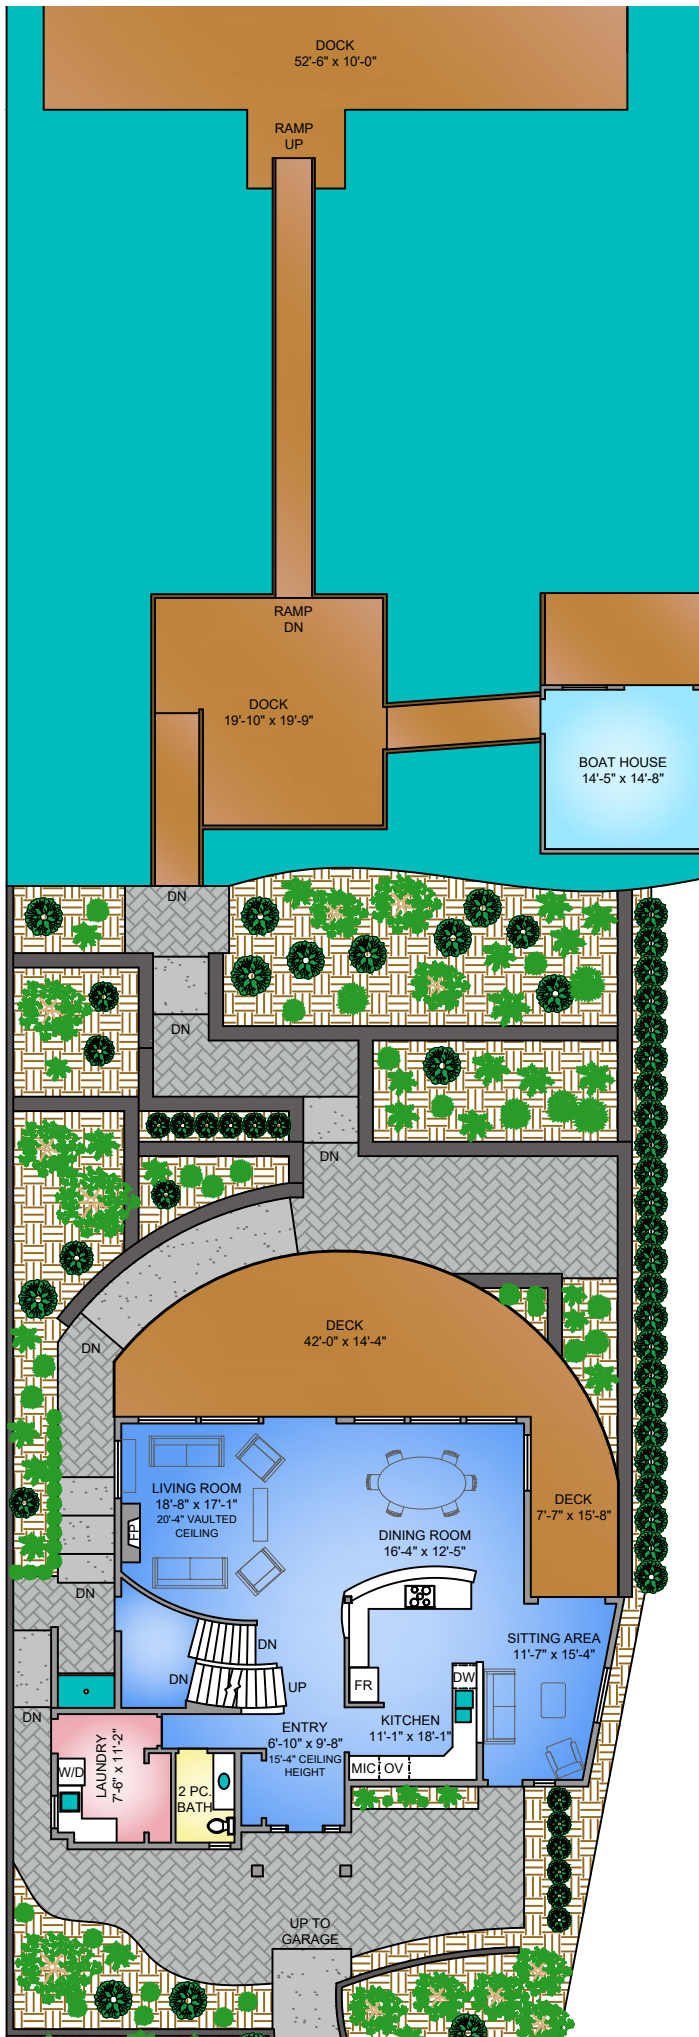 DOCK
52'-6" x 10'-0"
RAMP
UP
RAMP
DN
DOCK
19'-10" x 19'-9"
BOAT HOUSE
14'-5" x 14'-8"
DN
DN
DN
DECK
42'-0" x 14'-4"
DN
LIVING ROOM
18'-8" x 17'-1"
20'-4" VAULTED
CEILING
FP
DECK
7'-7" x 15'-8"
DINING ROOM
16'-4" x 12'-5"
DN
DN
DN
UP
SITTING AREA
11'-7" x 15'-4"
FR
DW
DN
ENTRY
6'-10" x 9'-8"
15'-4" CEILING
HEIGHT
KITCHEN
11'-1" x 18'-1"
MIC
OV
W/D
LAUNDRY
7'-6" x 11'-2"
2 PC.
BATH
UP TO
GARAGE